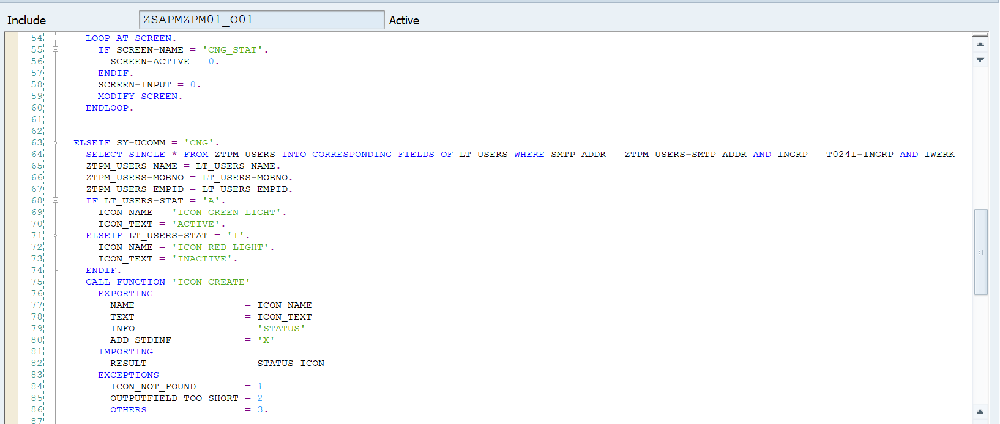 Include ZSAPMZPM01_O01 Active
54 LOOP AT SCREEN.
55 IF SCREEN-NAME = 'CNG_STAT'.
56 SCREEN-ACTIVE = 0.
57 ENDIF.
58 SCREEN-INPUT = 0.
59 MODIFY SCREEN.
60 ENDLOOP.
61
62
63 ELSEIF SY-UCOMM = 'CNG'.
64 SELECT SINGLE * FROM ZTPM_USERS INTO CORRESPONDING FIELDS OF LT_USERS WHERE SMTP_ADDR = ZTPM_USERS-SMTP_ADDR AND INGRP = T024I-INGRP AND IWERK =
65 ZTPM_USERS-NAME = LT_USERS-NAME.
66 ZTPM_USERS-MOBNO = LT_USERS-MOBNO.
67 ZTPM_USERS-EMPID = LT_USERS-EMPID.
68 IF LT_USERS-STAT = 'A'.
69 ICON_NAME = 'ICON_GREEN_LIGHT'.
70 ICON_TEXT = 'ACTIVE'.
71 ELSEIF LT_USERS-STAT = 'I'.
72 ICON_NAME = 'ICON_RED_LIGHT'.
73 ICON_TEXT = 'INACTIVE'.
74 ENDIF.
75 CALL FUNCTION 'ICON_CREATE'
76 EXPORTING
77 NAME = ICON_NAME
78 TEXT = ICON_TEXT
79 INFO = 'STATUS'
80 ADD_STDINF = 'X'
81 IMPORTING
82 RESULT = STATUS_ICON
83 EXCEPTIONS
84 ICON_NOT_FOUND = 1
85 OUTPUTFIELD_TOO_SHORT = 2
86 OTHERS = 3.
87